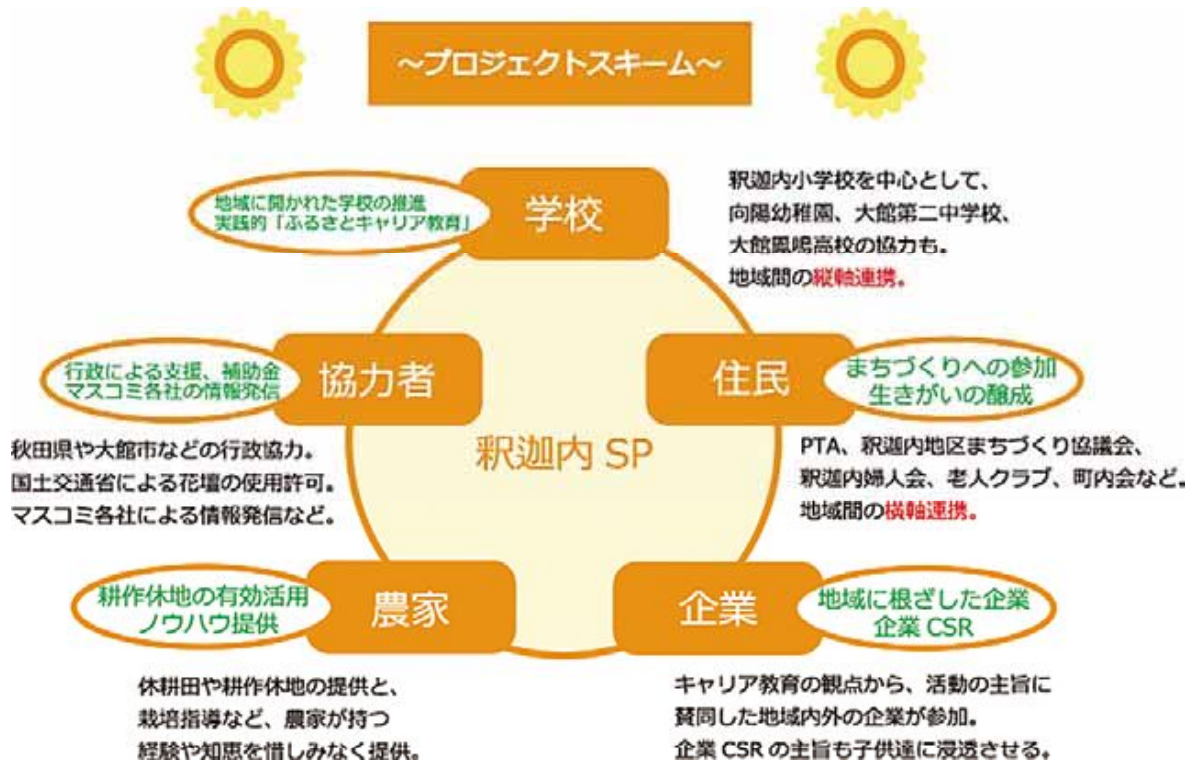 ～プロジェクトスキーム～
地域に開かれた学校の推進
実践的「ふるさとキャリア教育」
学校
釈迦内小学校を中心として、
向陽幼稚園、大館第二中学校、
大館鳳鳴高校の協力も。
地域間の縦軸連携。
行政による支援、補助金
マスコミ各社の情報発信
協力者
秋田県や大館市などの行政協力。
国土交通省による花壇の使用許可。
マスコミ各社による情報発信など。
住民
まちづくりへの参加
生きがいの醸成
PTA、釈迦内地区まちづくり協議会、
釈迦内婦人会、老人クラブ、町内会など。
地域間の横軸連携。
釈迦内 SP
耕作休地の有効活用
ノウハウ提供
農家
休耕田や耕作休地の提供と、
栽培指導など、農家が持つ
経験や知恵を惜しみなく提供。
企業
地域に根ざした企業
企業 CSR
キャリア教育の観点から、活動の主旨に
賛同した地域内外の企業が参加。
企業 CSR の主旨も子供達に浸透させる。